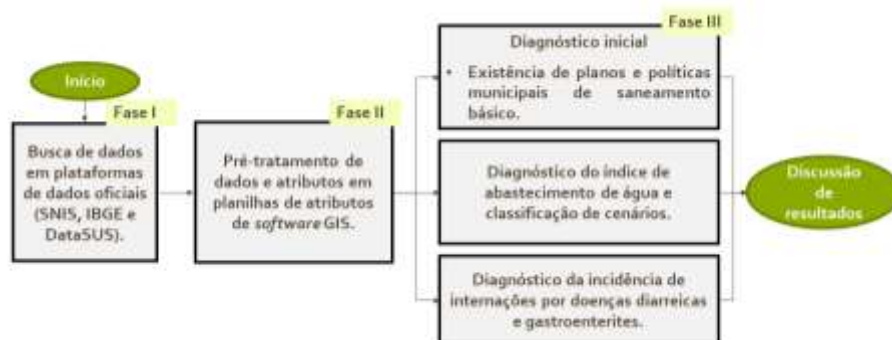 Início
Fase I
Busca de dados
em plataformas
de dados oficiais
(SNIS, IBGE e
DataSUS).
Fase II
Pré-tratamento de
dados e atributos em
planilhas de atributos
de software GIS.
Fase III
Diagnóstico inicial
• Existência de planos e políticas
municipais de saneamento
básico.
Diagnóstico do índice de
abastecimento de água e
classificação de cenários.
Diagnóstico da incidência de
internações por doenças diarreicas
e gastroenterites.
Discussão
de
resultados